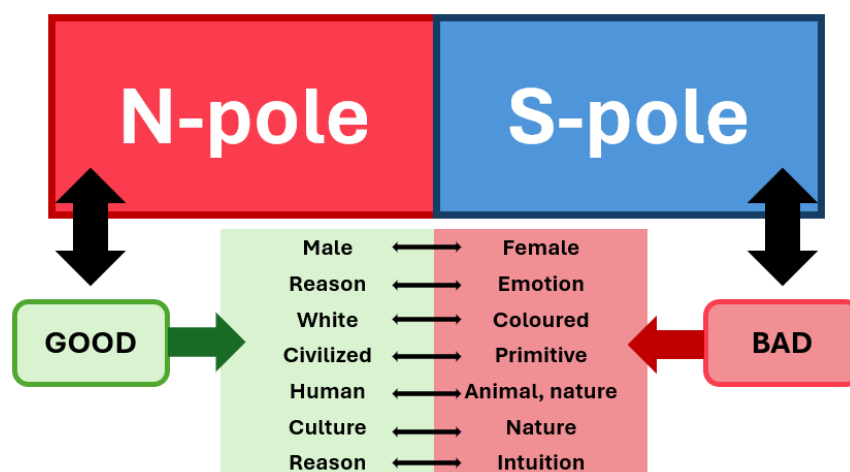 N-pole S-pole
Male Female
Reason Emotion
White Coloured
GOOD BAD
Civilized Primitive
Human Animal, nature
Culture Nature
Reason Intuition